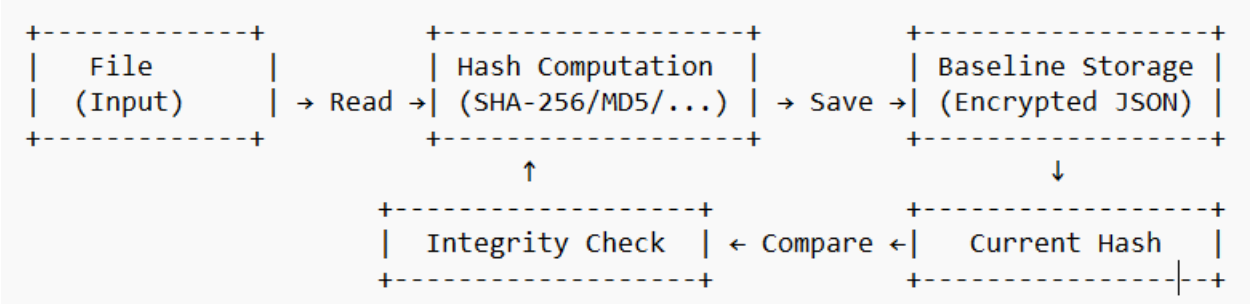 +-------------+ +-------------------+ +------------------+
| File | | Hash Computation | | Baseline Storage |
| (Input) | → Read →| (SHA-256/MD5/...) | → Save →| (Encrypted JSON) |
+-------------+ +-------------------+ +------------------+
↑ ↓
+-------------------+ +------------------+
| Integrity Check | ← Compare ←| Current Hash |
+-------------------+ +------------------+